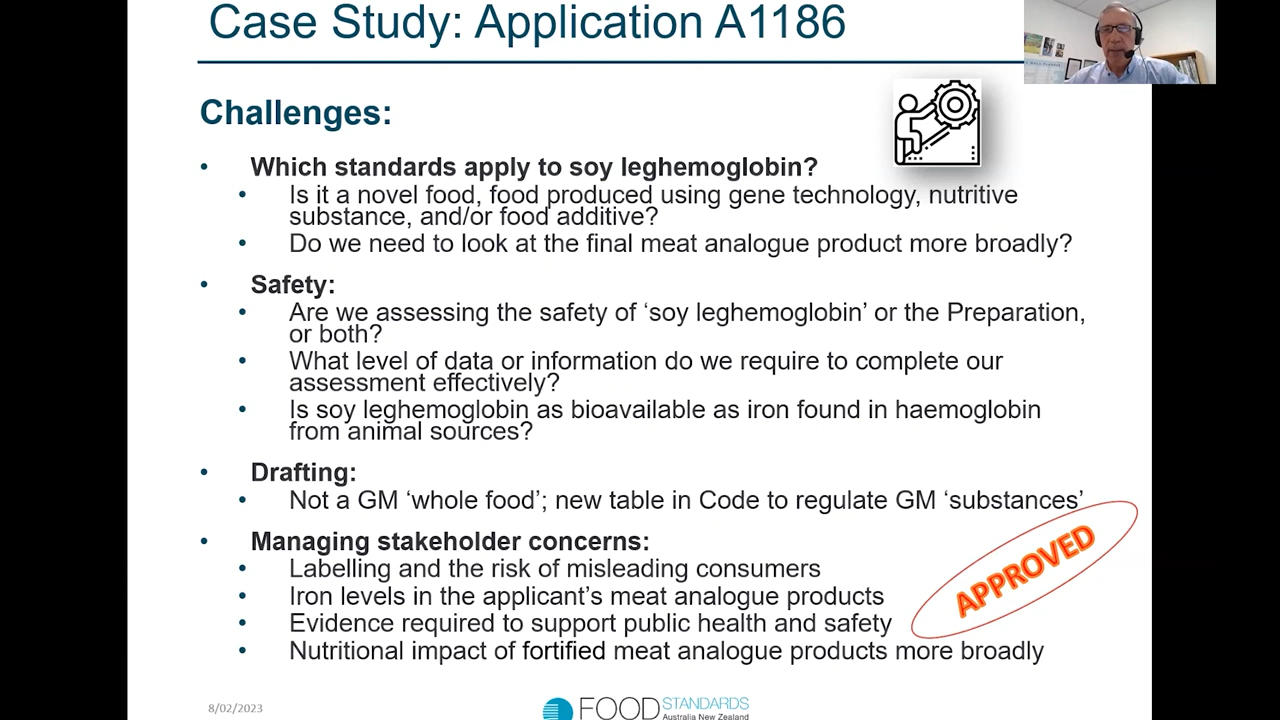 Case Study: Application A1186
Challenges:
• Which standards apply to soy leghemoglobin?
• Is it a novel food, food produced using gene technology, nutritive
substance, and/or food additive?
• Do we need to look at the final meat analogue product more broadly?
• Safety:
• Are we assessing the safety of ‘soy leghemoglobin’ or the Preparation,
or both?
• What level of data or information do we require to complete our
assessment effectively?
• Is soy leghemoglobin as bioavailable as iron found in haemoglobin
from animal sources?
• Drafting:
• Not a GM ‘whole food’; new table in Code to regulate GM ‘substances’
• Managing stakeholder concerns:
• Labelling and the risk of misleading consumers
• Iron levels in the applicant’s meat analogue products
• Evidence required to support public health and safety
• Nutritional impact of fortified meat analogue products more broadly
APPROVED
8/02/2023
FOOD STANDARDS
Australia New Zealand